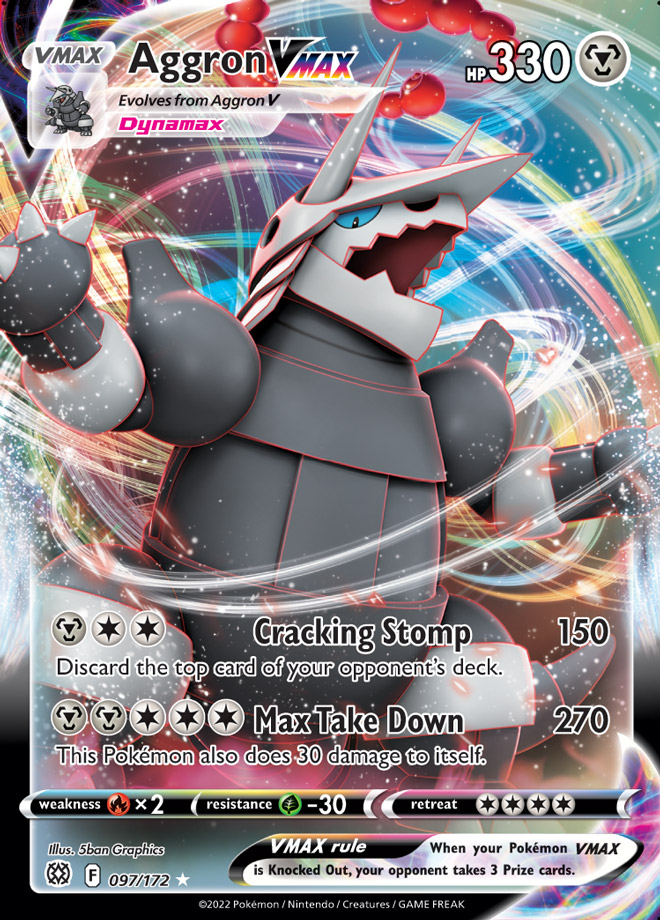 VMAX
Aggron VMAX
HP 330
Evolves from Aggron V
Dynamax
Cracking Stomp 150
Discard the top card of your opponent's deck.
Max Take Down 270
This Pokémon also does 30 damage to itself.
weakness ×2 resistance -30 retreat
Illus. 5ban Graphics
VMAX rule When your Pokémon VMAX
is Knocked Out, your opponent takes 3 Prize cards.
F 097/172
©2022 Pokémon / Nintendo / Creatures / GAME FREAK